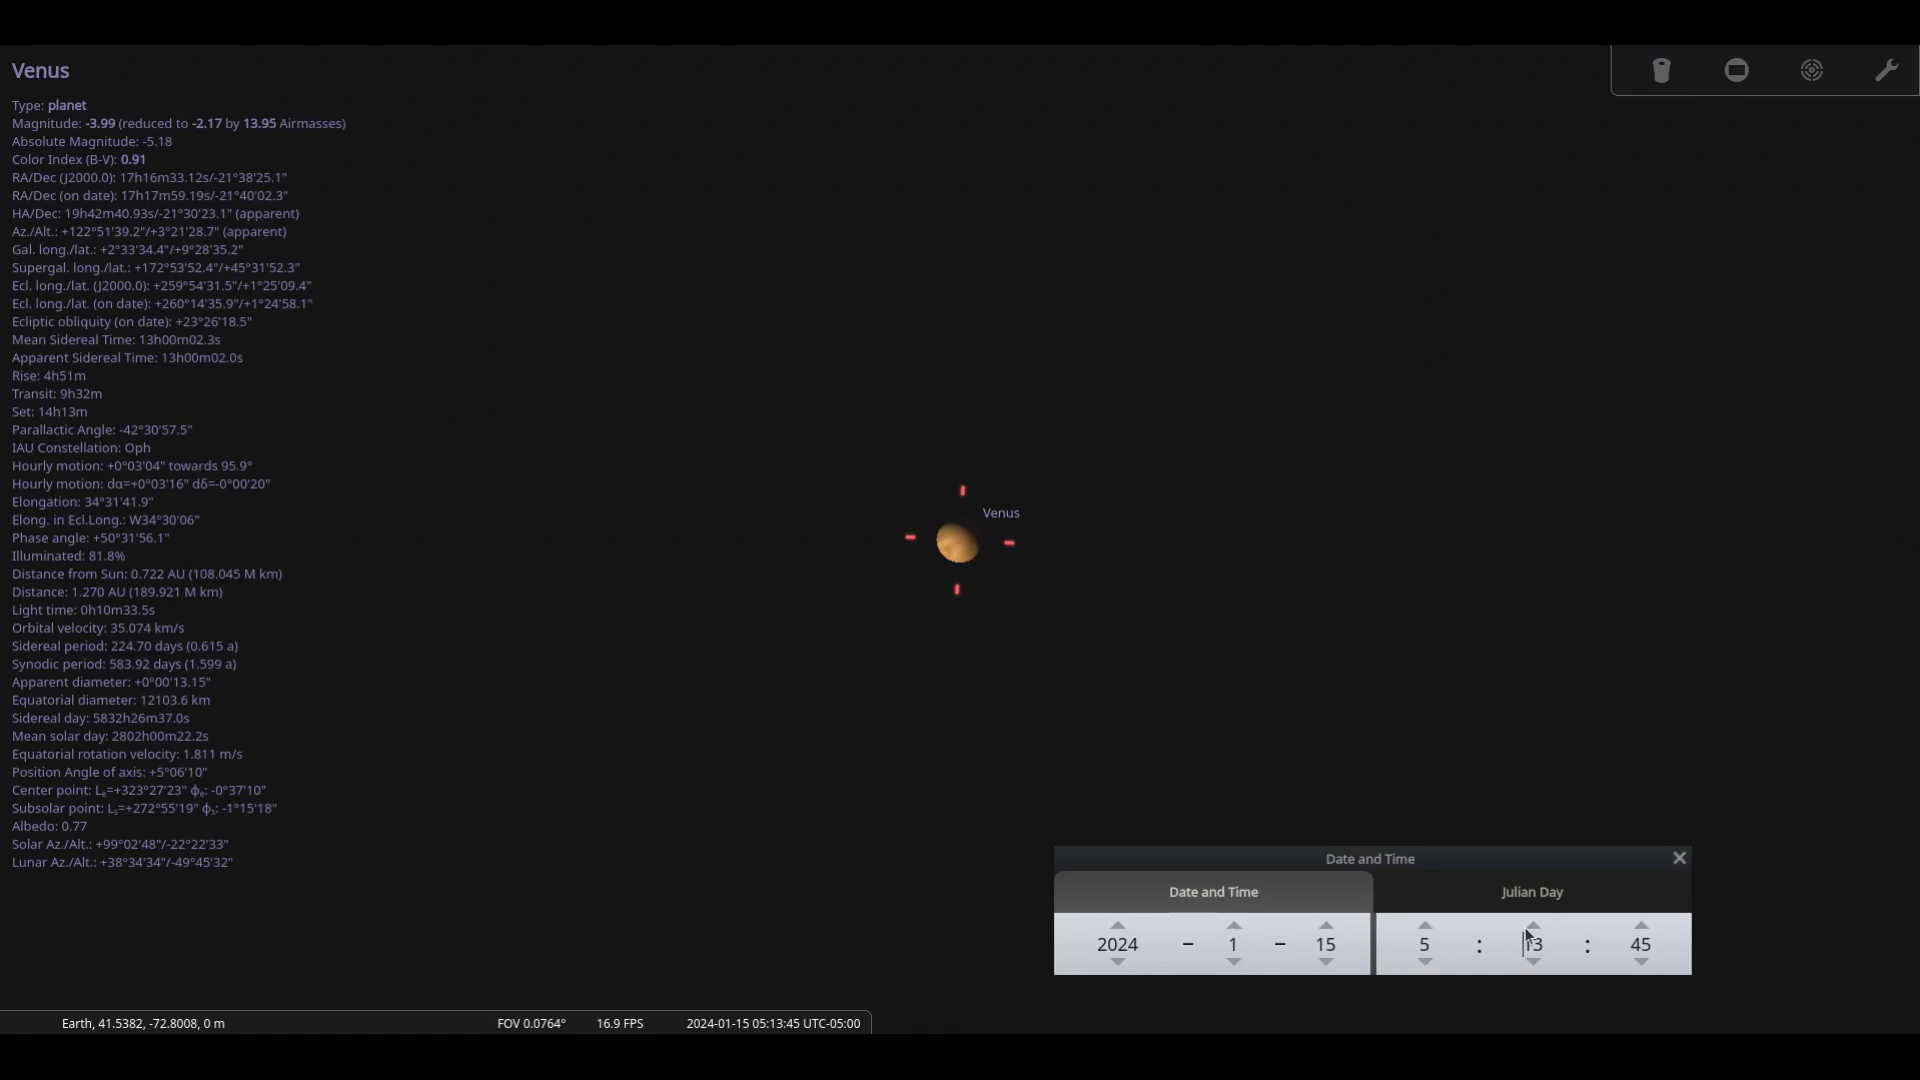 Venus
Type: planet
Magnitude: -3.99 (reduced to -2.17 by 13.95 Airmasses)
Absolute Magnitude: -5.18
Color Index (B-V): 0.91
RA/Dec (J2000.0): 17h16m33.12s/-21°38'25.1"
RA/Dec (on date): 17h17m59.19s/-21°40'02.3"
HA/Dec: 19h42m40.93s/-21°30'23.1" (apparent)
Az./Alt.: +122°51'39.2"/+3°21'28.7" (apparent)
Gal. long./lat.: +2°33'34.4"/+9°28'35.2"
Supergal. long./lat.: +172°53'52.4"/+45°31'52.3"
Ecl. long./lat. (J2000.0): +259°54'31.5"/+1°25'09.4"
Ecl. long./lat. (on date): +260°14'35.9"/+1°24'58.1"
Ecliptic obliquity (on date): +23°26'18.5"
Mean Sidereal Time: 13h00m02.3s
Apparent Sidereal Time: 13h00m02.0s
Rise: 4h51m
Transit: 9h32m
Set: 14h13m
Parallactic Angle: -42°30'57.5"
IAU Constellation: Oph
Hourly motion: +0°03'04" towards 95.9°
Hourly motion: dα=+0°03'16" dδ=-0°00'20"
Elongation: 34°31'41.9"
Elong. in Ecl.Long.: W34°30'06"
Phase angle: +50°31'56.1"
Illuminated: 81.8%
Distance from Sun: 0.722 AU (108.045 M km)
Distance: 1.270 AU (189.921 M km)
Light time: 0h10m33.5s
Orbital velocity: 35.074 km/s
Sidereal period: 224.70 days (0.615 a)
Synodic period: 583.92 days (1.599 a)
Apparent diameter: +0°00'13.15"
Equatorial diameter: 12103.6 km
Sidereal day: 5832h26m37.0s
Mean solar day: 2802h00m22.2s
Equatorial rotation velocity: 1.811 m/s
Position Angle of axis: +5°06'10"
Center point: Lₑ=+323°27'23" ϕₑ: -0°37'10"
Subsolar point: Lₛ=+272°55'19" ϕₛ: -1°15'18"
Albedo: 0.77
Solar Az./Alt.: +99°02'48"/-22°22'33"
Lunar Az./Alt.: +38°34'34"/-49°45'32"
Venus
Date and Time
Date and Time Julian Day
2024 - 1 - 15 5 : 13 : 45
Earth, 41.5382, -72.8008, 0 m FOV 0.0764° 16.9 FPS 2024-01-15 05:13:45 UTC-05:00